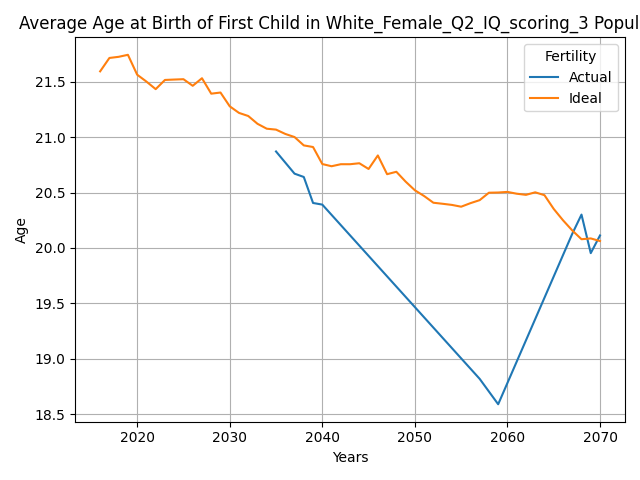 Average Age at Birth of First Child in White_Female_Q2_IQ_scoring_3 Popul
Fertility
Actual
Ideal
21.5
21.0
20.5
20.0
19.5
19.0
18.5
Age
2020 2030 2040 2050 2060 2070
Years